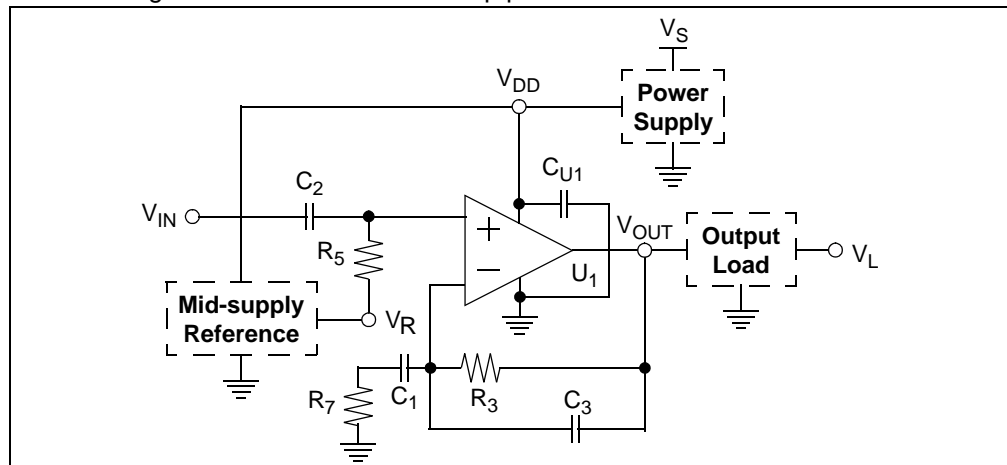 V_S
V_DD
Power
Supply
C_U1
C_2
V_IN
+
V_OUT
Output
Load
V_L
R_5
−
U_1
Mid-supply
Reference
V_R
R_7
C_1
R_3
C_3